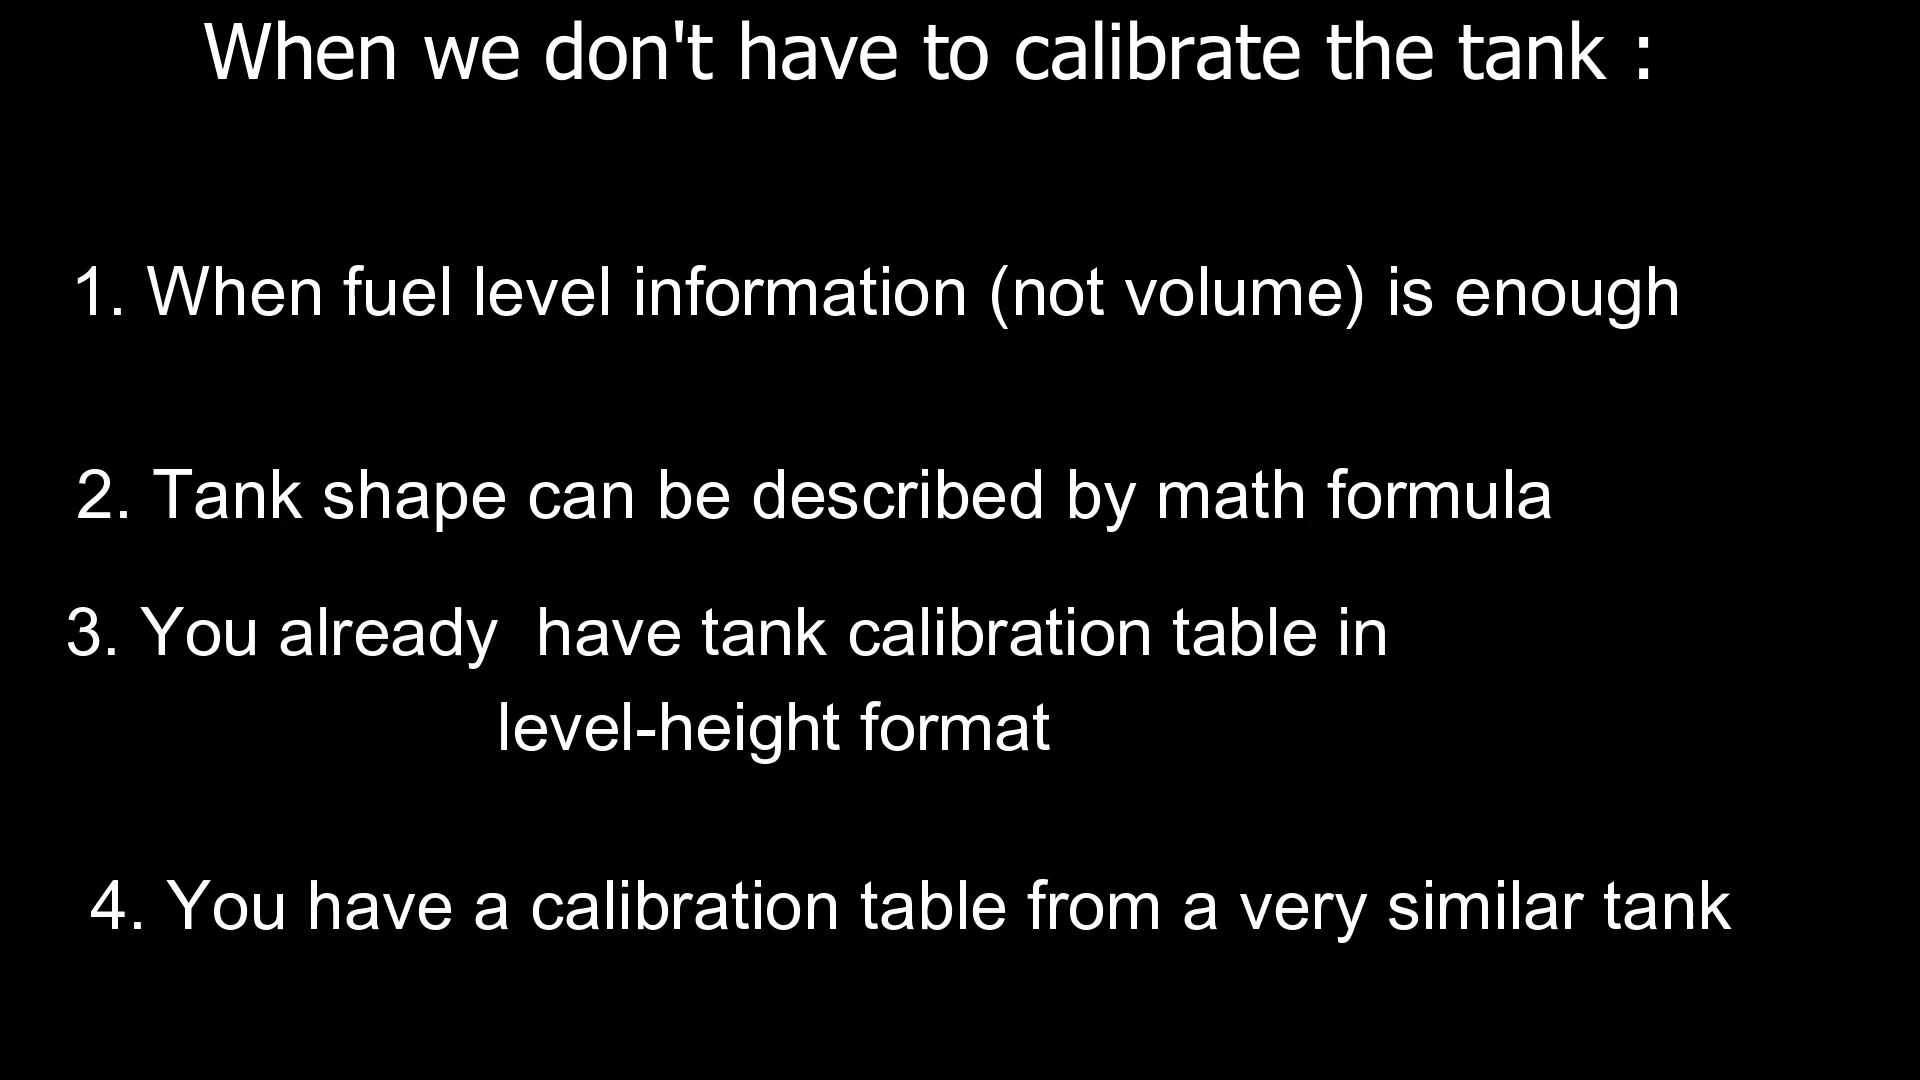 When we don't have to calibrate the tank :
1. When fuel level information (not volume) is enough
2. Tank shape can be described by math formula
3. You already  have tank calibration table in
level-height format
4. You have a calibration table from a very similar tank